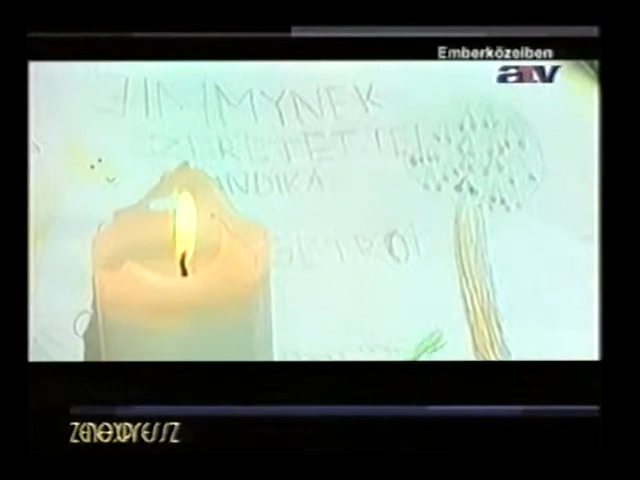 Emberközelben
atv
JIMMYNEK
SZERETETTEL
ANDIKA
ZENEXPRESSZ